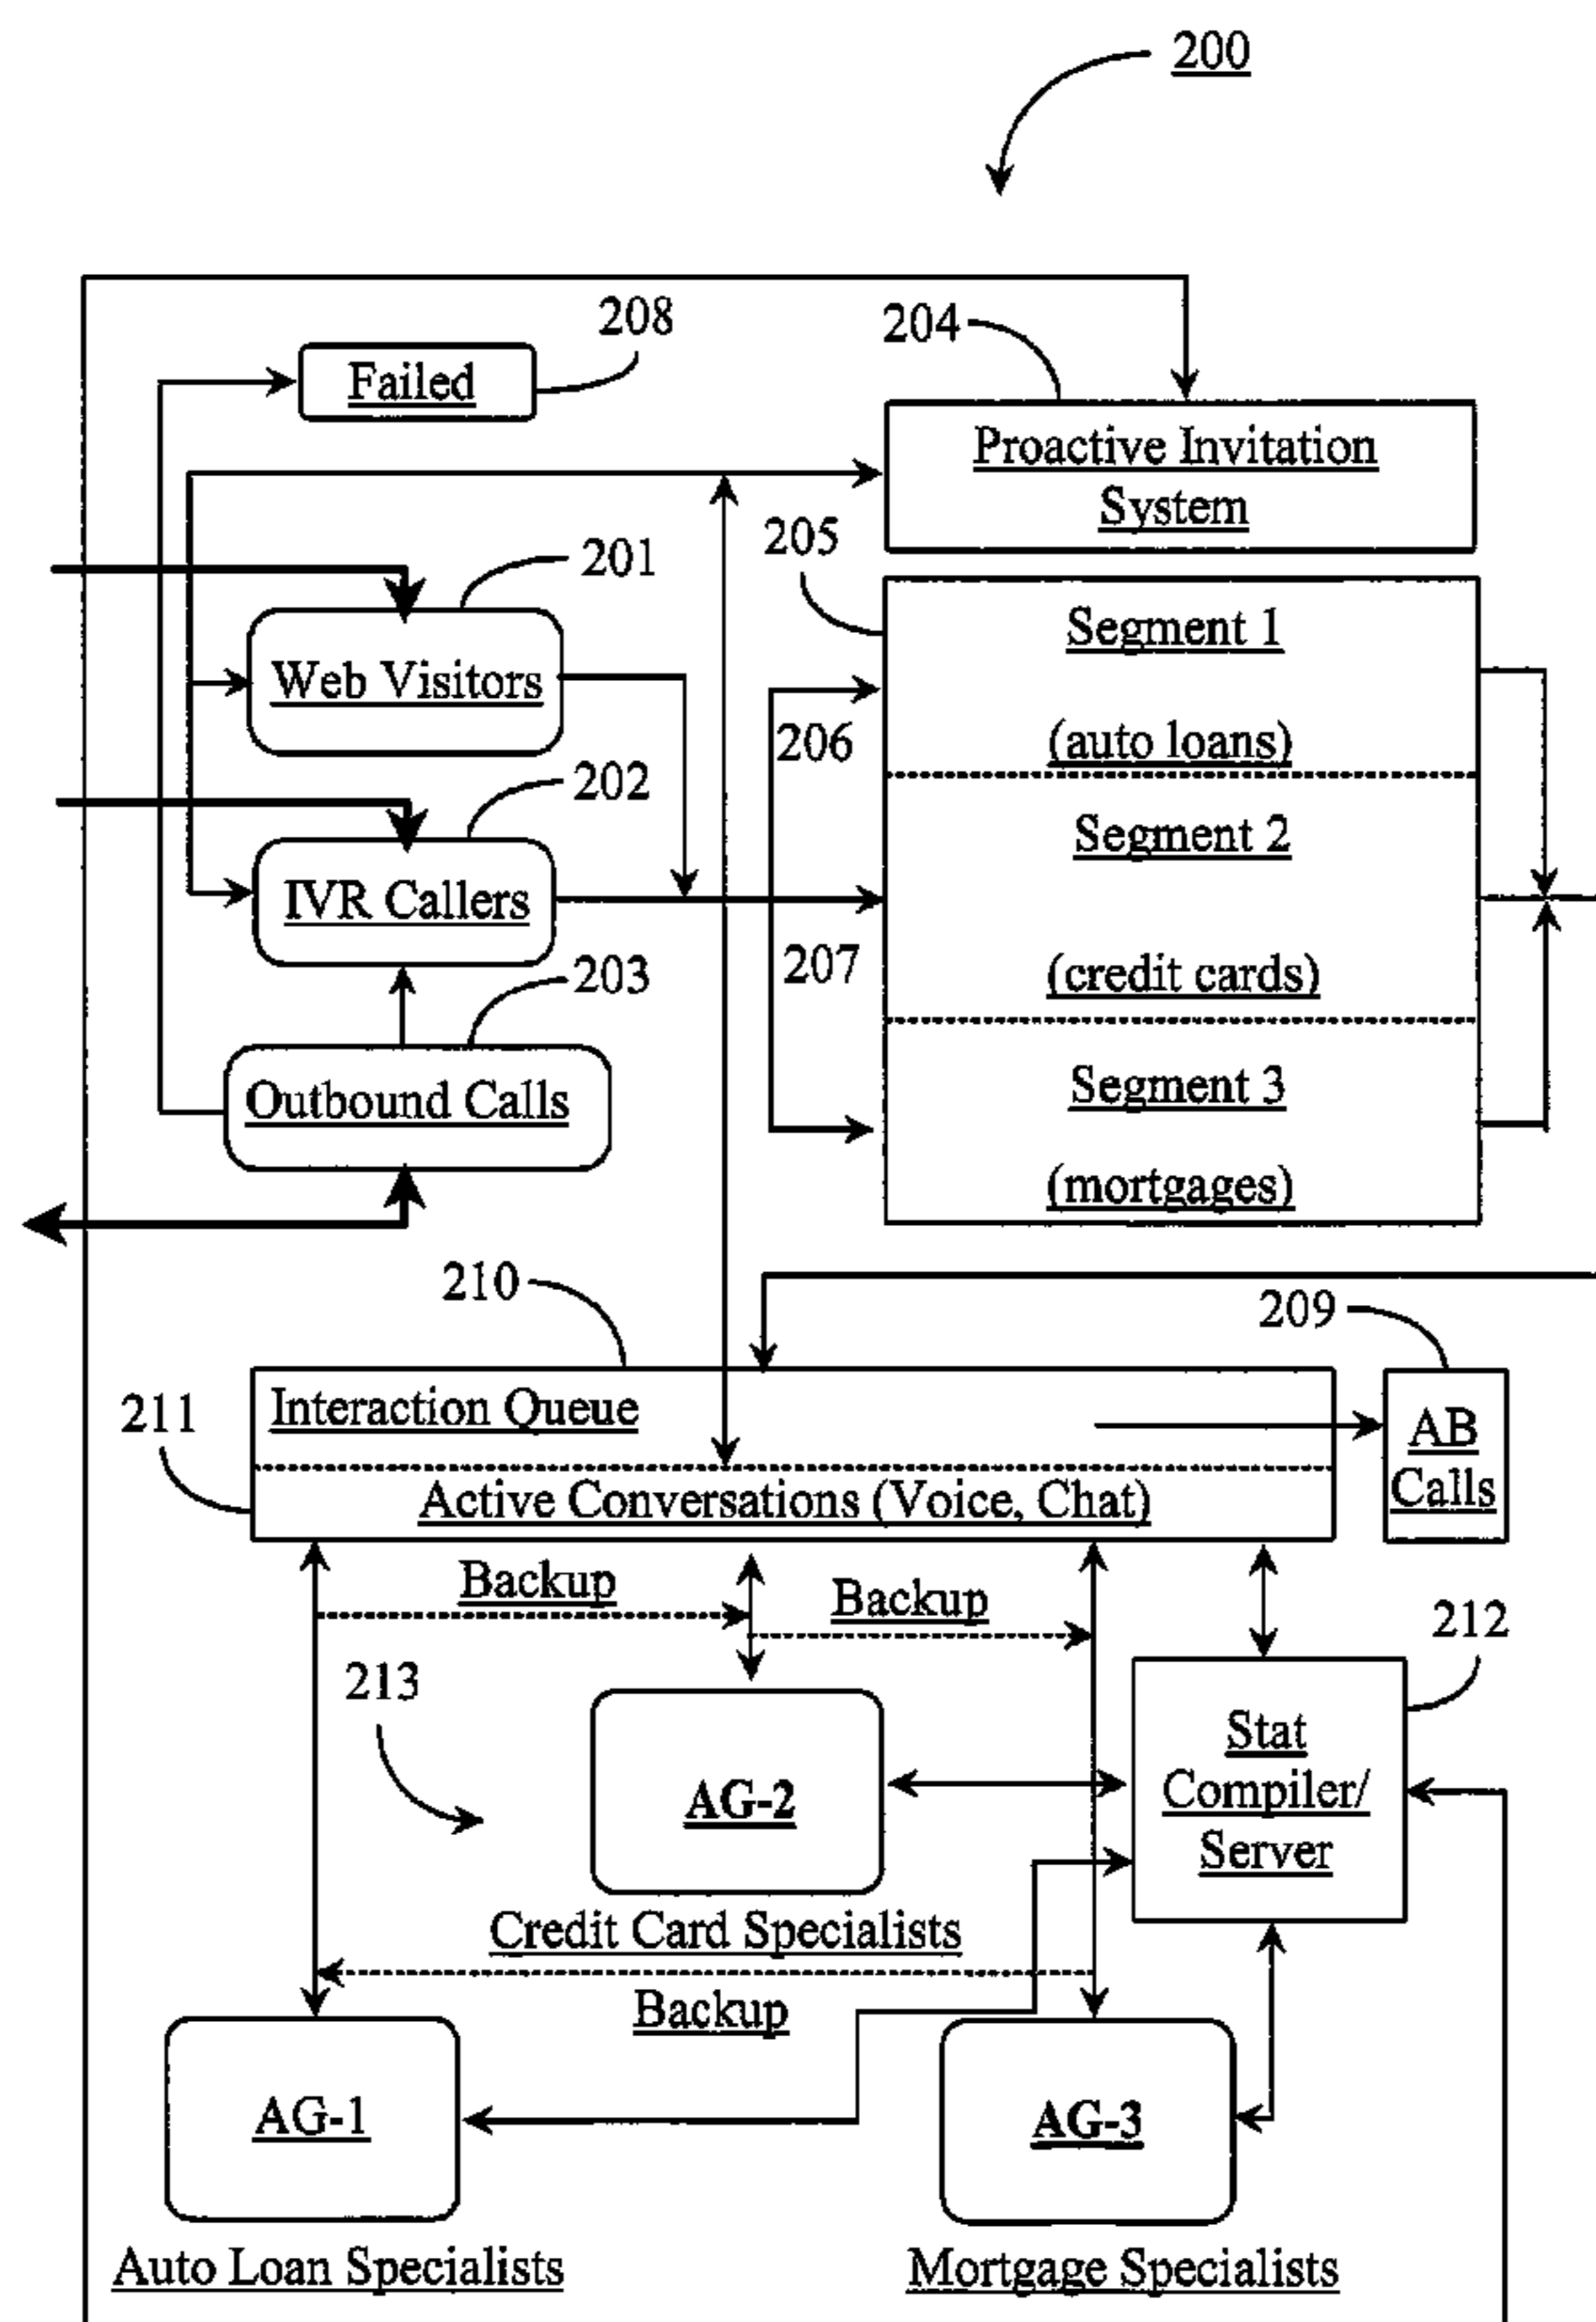 200
208
204
Failed
Proactive Invitation
System
201
205
Web Visitors
Segment 1
206
(auto loans)
202
IVR Callers
Segment 2
207
(credit cards)
203
Outbound Calls
Segment 3
(mortgages)
210
209
211
Interaction Queue
AB
Calls
Active Conversations (Voice, Chat)
Backup
Backup
212
213
AG-2
Stat
Compiler/
Server
Credit Card Specialists
Backup
AG-1
AG-3
Auto Loan Specialists
Mortgage Specialists